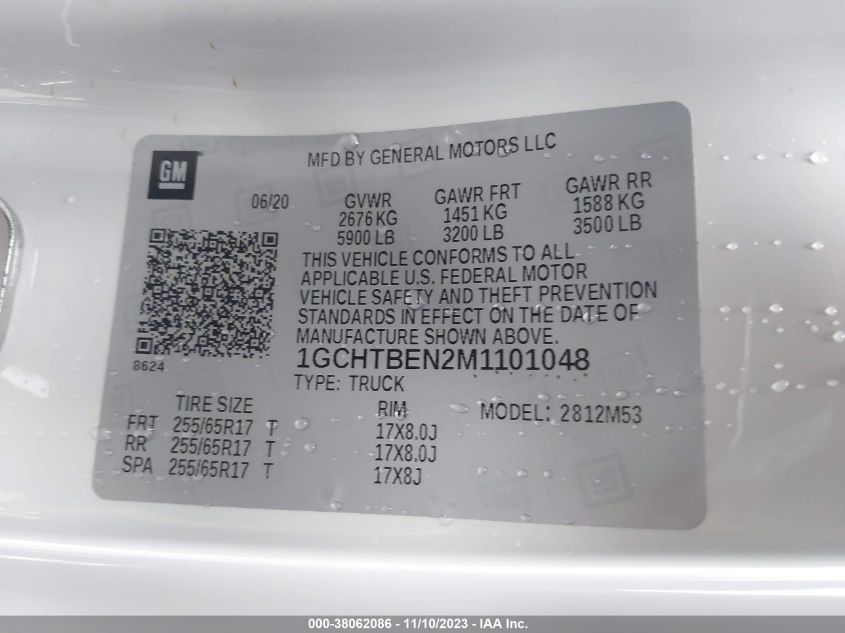 GM
MFD BY GENERAL MOTORS LLC
06/20 GVWR GAWR FRT GAWR RR
2676 KG 1451 KG 1588 KG
5900 LB 3200 LB 3500 LB
THIS VEHICLE CONFORMS TO ALL
APPLICABLE U.S. FEDERAL MOTOR
VEHICLE SAFETY AND THEFT PREVENTION
STANDARDS IN EFFECT ON THE DATE OF
MANUFACTURE SHOWN ABOVE.
8624 1GCHTBEN2M1101048
TYPE: TRUCK
TIRE SIZE RIM MODEL: 2812M53
FRT 255/65R17 T 17X8.0J
RR 255/65R17 T 17X8.0J
SPA 255/65R17 T 17X8J
000-38062086 - 11/10/2023 - IAA Inc.